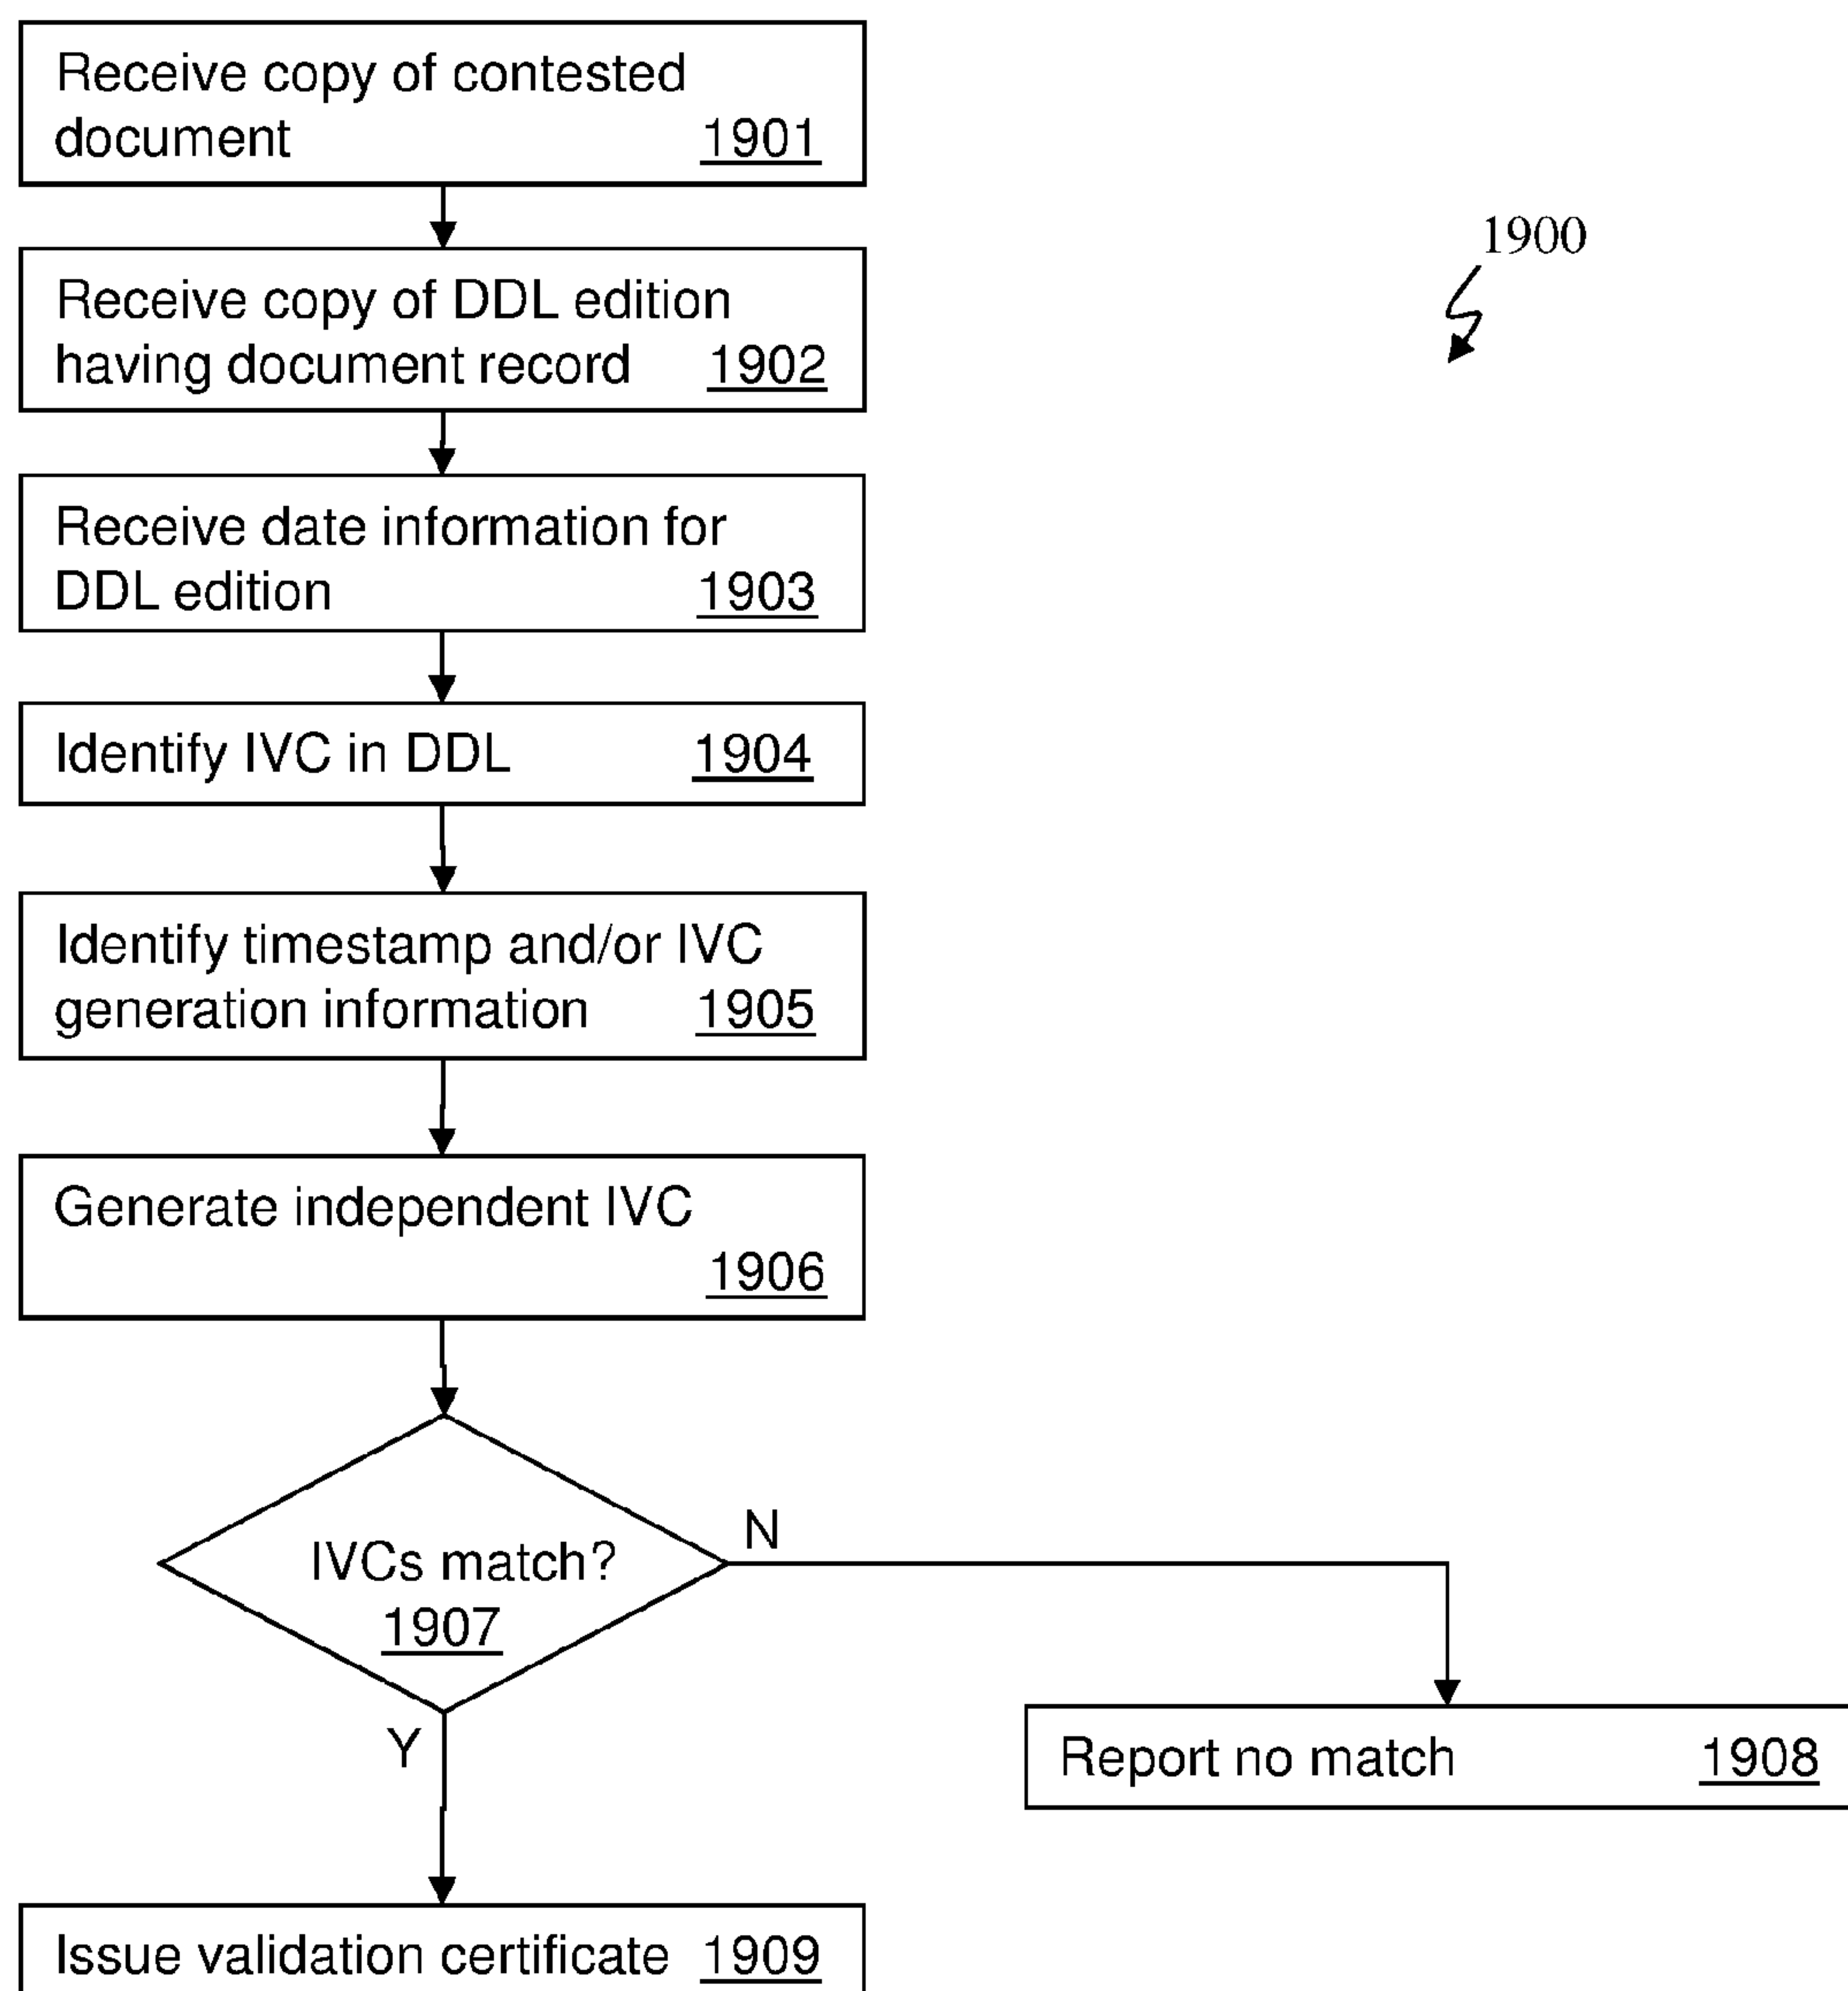 Receive copy of contested
document 1901
1900
Receive copy of DDL edition
having document record 1902
Receive date information for
DDL edition 1903
Identify IVC in DDL 1904
Identify timestamp and/or IVC
generation information 1905
Generate independent IVC
1906
N
IVCs match?
1907
Y
Report no match 1908
Issue validation certificate 1909